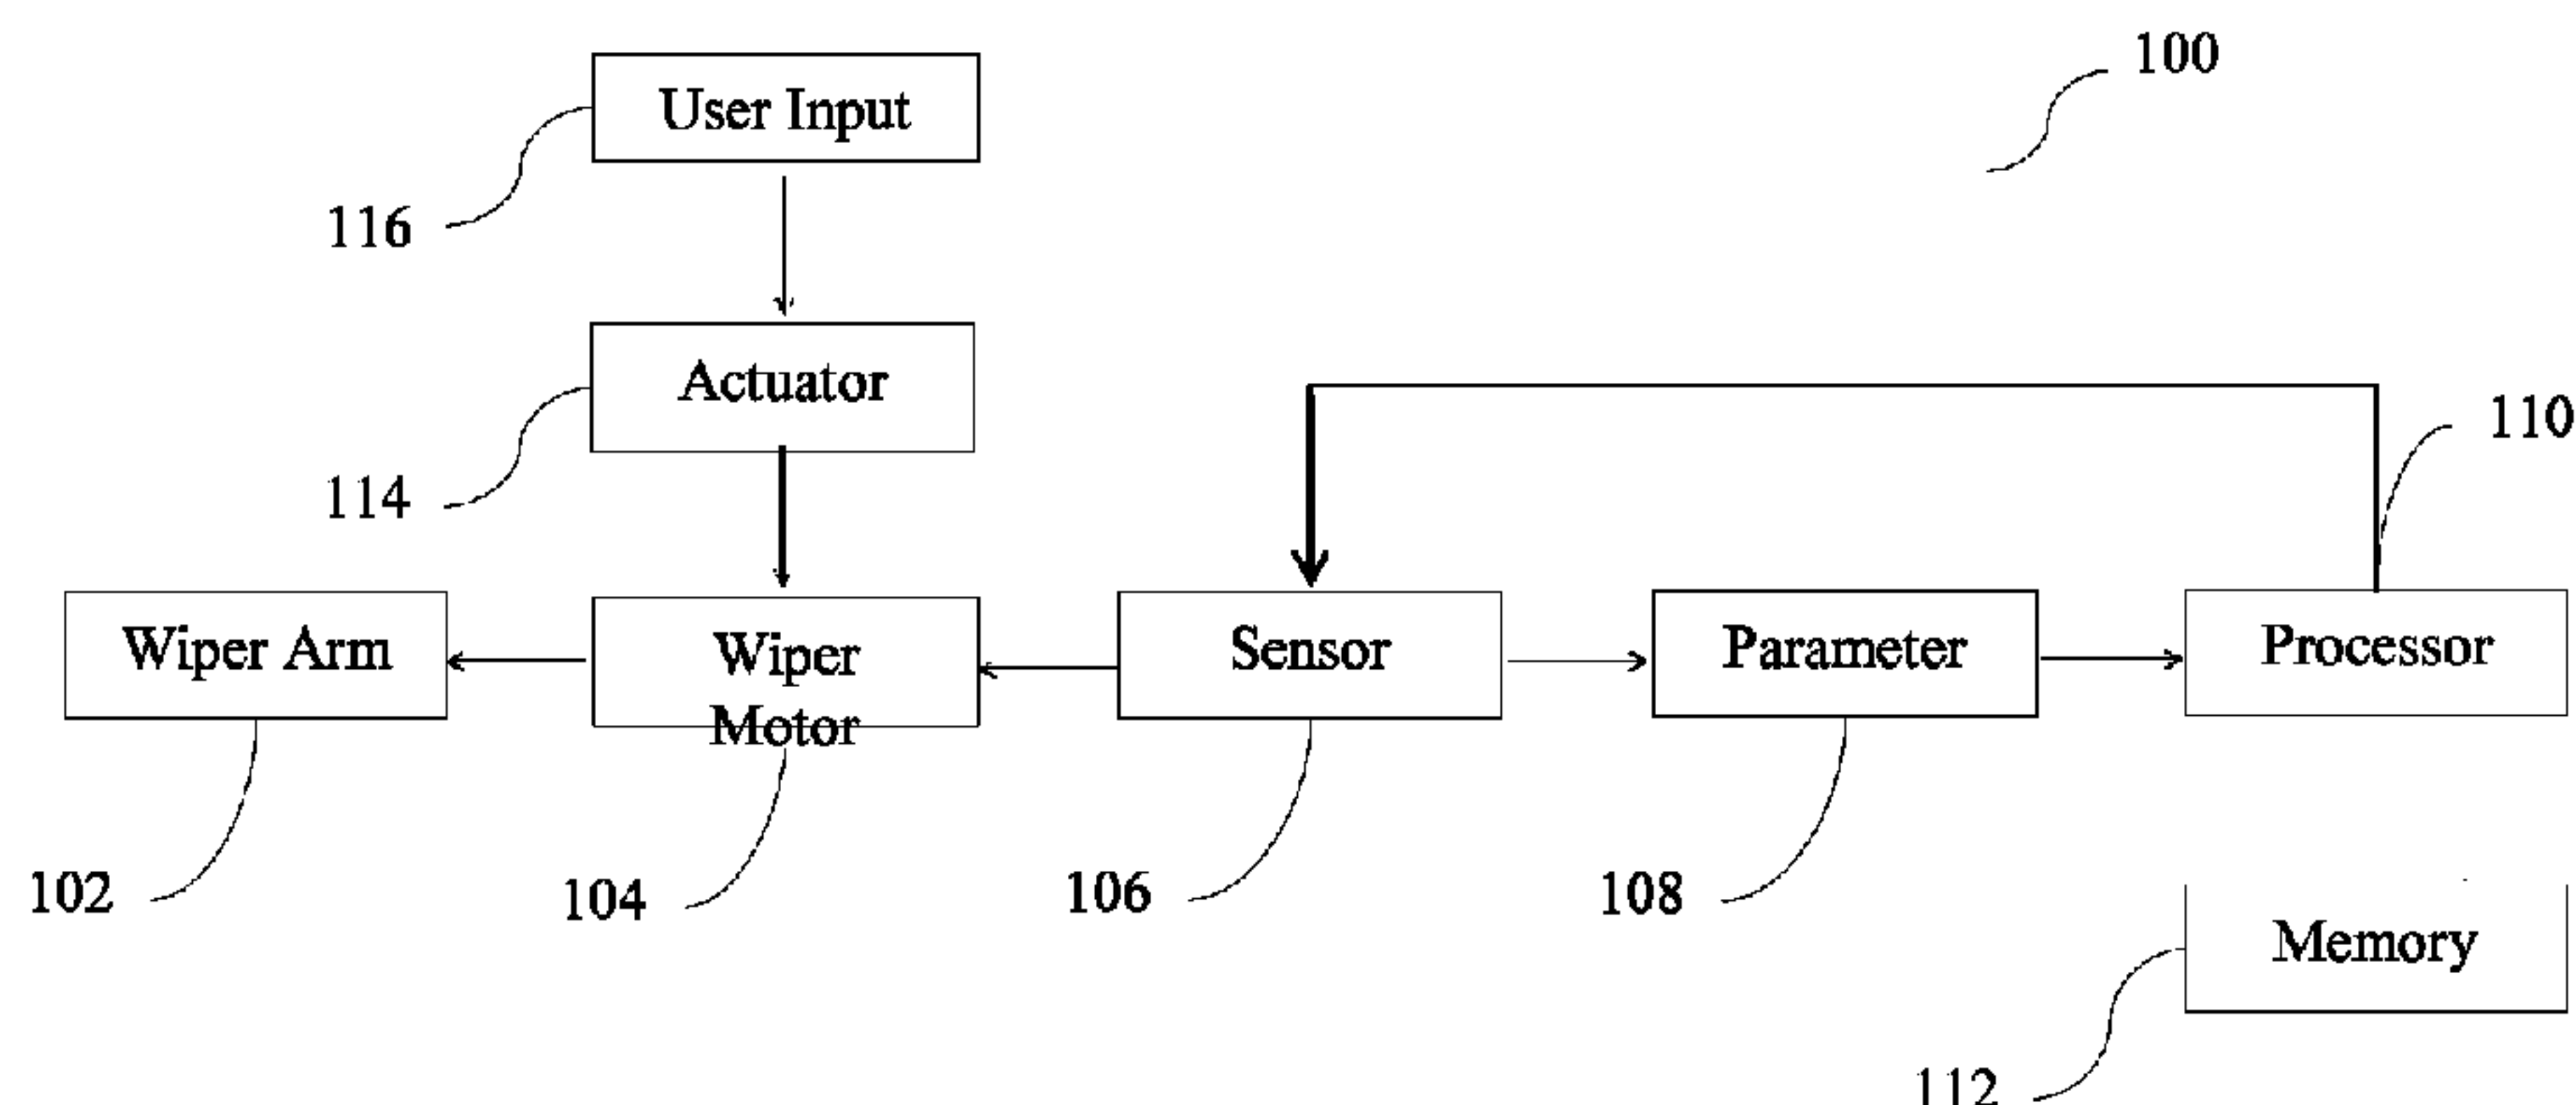 100
User Input
116
Actuator
110
114
Wiper Arm
Wiper
Motor
Sensor
Parameter
Processor
102
104
106
108
Memory
112